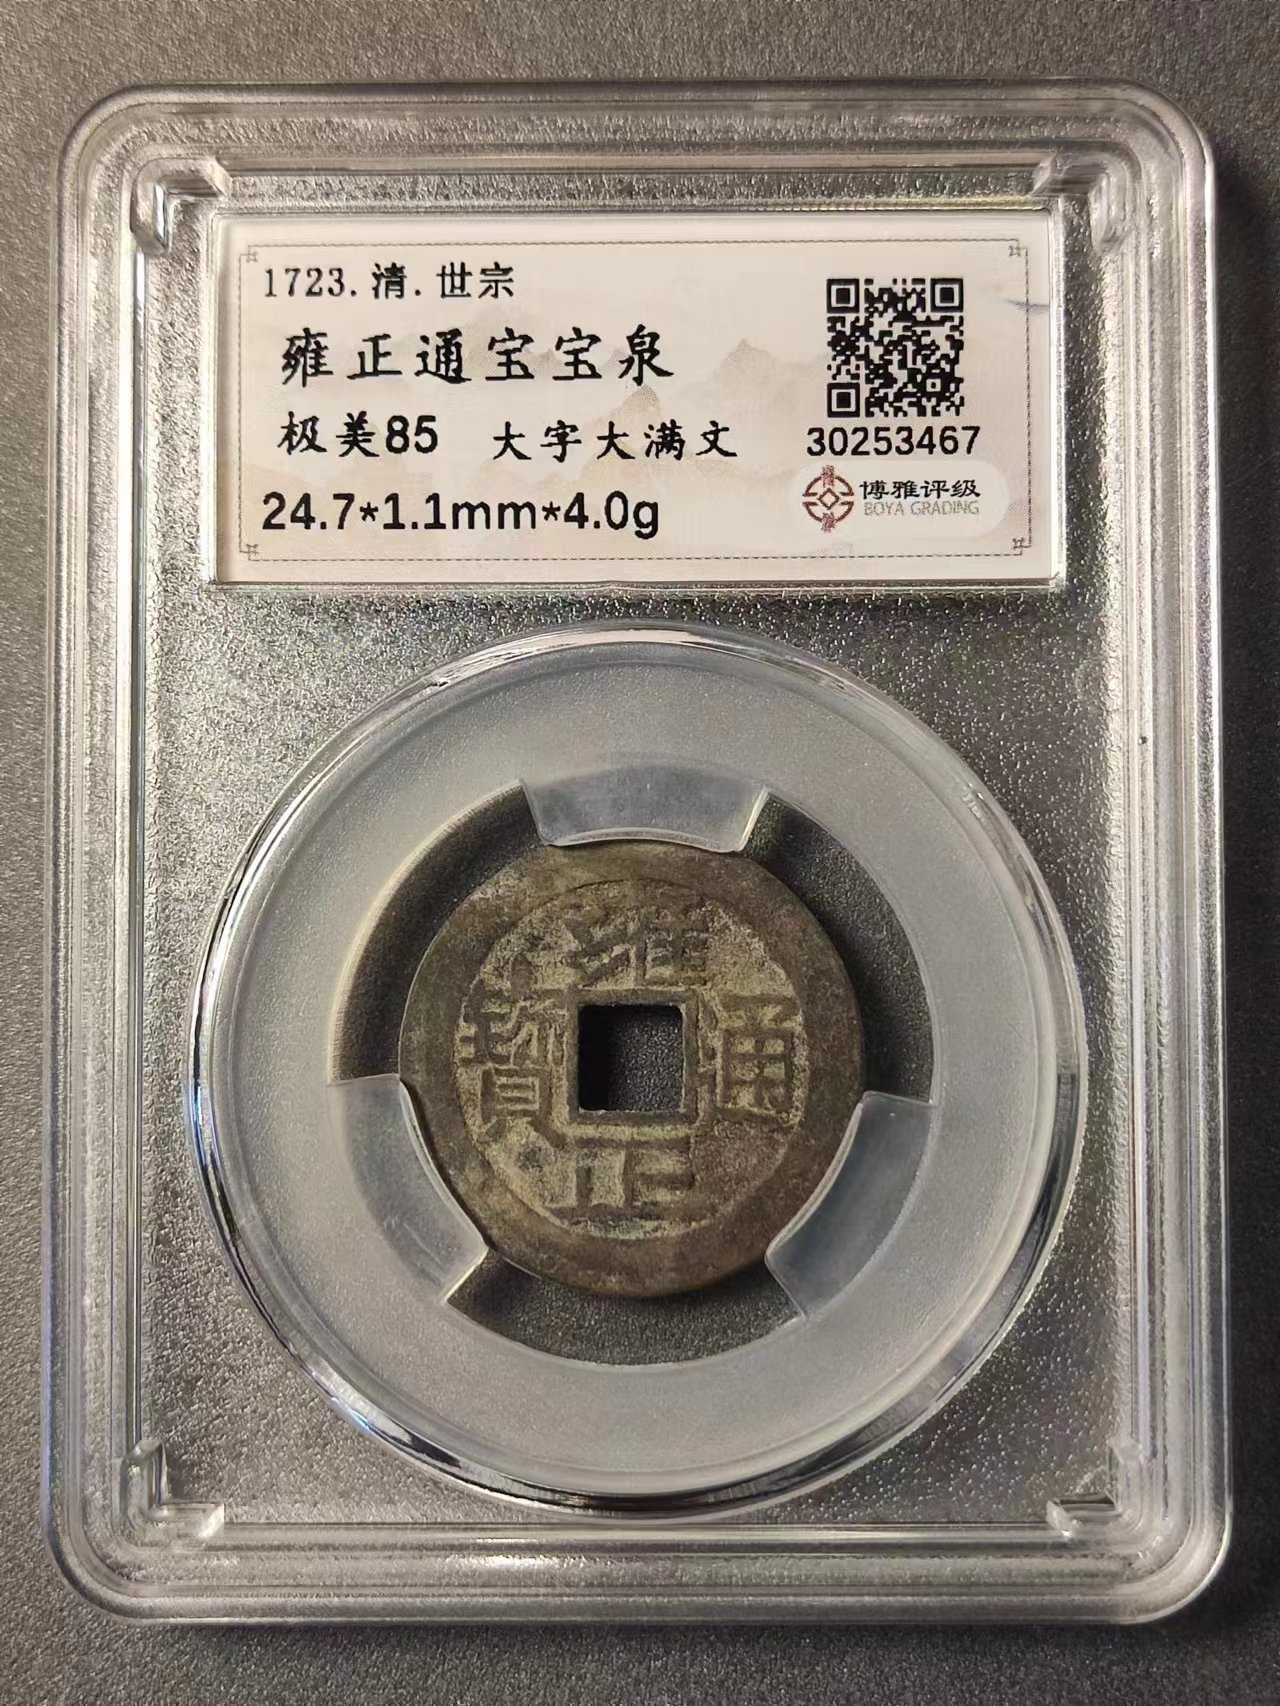 1723.清.世宗
雍正通宝宝泉
极美85 大字大满文
24.7*1.1mm*4.0g
30253467
博雅评级
BOYA GRADING
雍正通寶